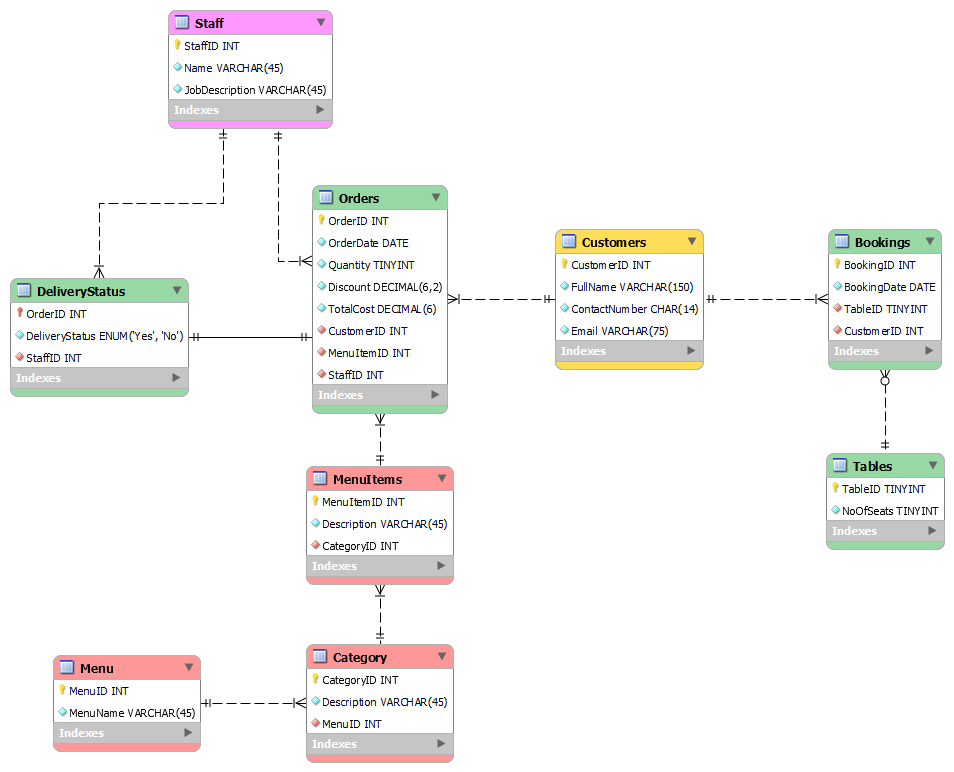 Staff
StaffID INT
Name VARCHAR(45)
JobDescription VARCHAR(45)
Indexes
Orders
OrderID INT
OrderDate DATE
Quantity TINYINT
Discount DECIMAL(6,2)
TotalCost DECIMAL(6)
CustomerID INT
MenuItemID INT
StaffID INT
Indexes
Customers
CustomerID INT
FullName VARCHAR(150)
ContactNumber CHAR(14)
Email VARCHAR(75)
Indexes
Bookings
BookingID INT
BookingDate DATE
TableID TINYINT
CustomerID INT
Indexes
DeliveryStatus
OrderID INT
DeliveryStatus ENUM('Yes', 'No')
StaffID INT
Indexes
Tables
TableID TINYINT
NoOfSeats TINYINT
Indexes
MenuItems
MenuItemID INT
Description VARCHAR(45)
CategoryID INT
Indexes
Menu
MenuID INT
MenuName VARCHAR(45)
Indexes
Category
CategoryID INT
Description VARCHAR(45)
MenuID INT
Indexes